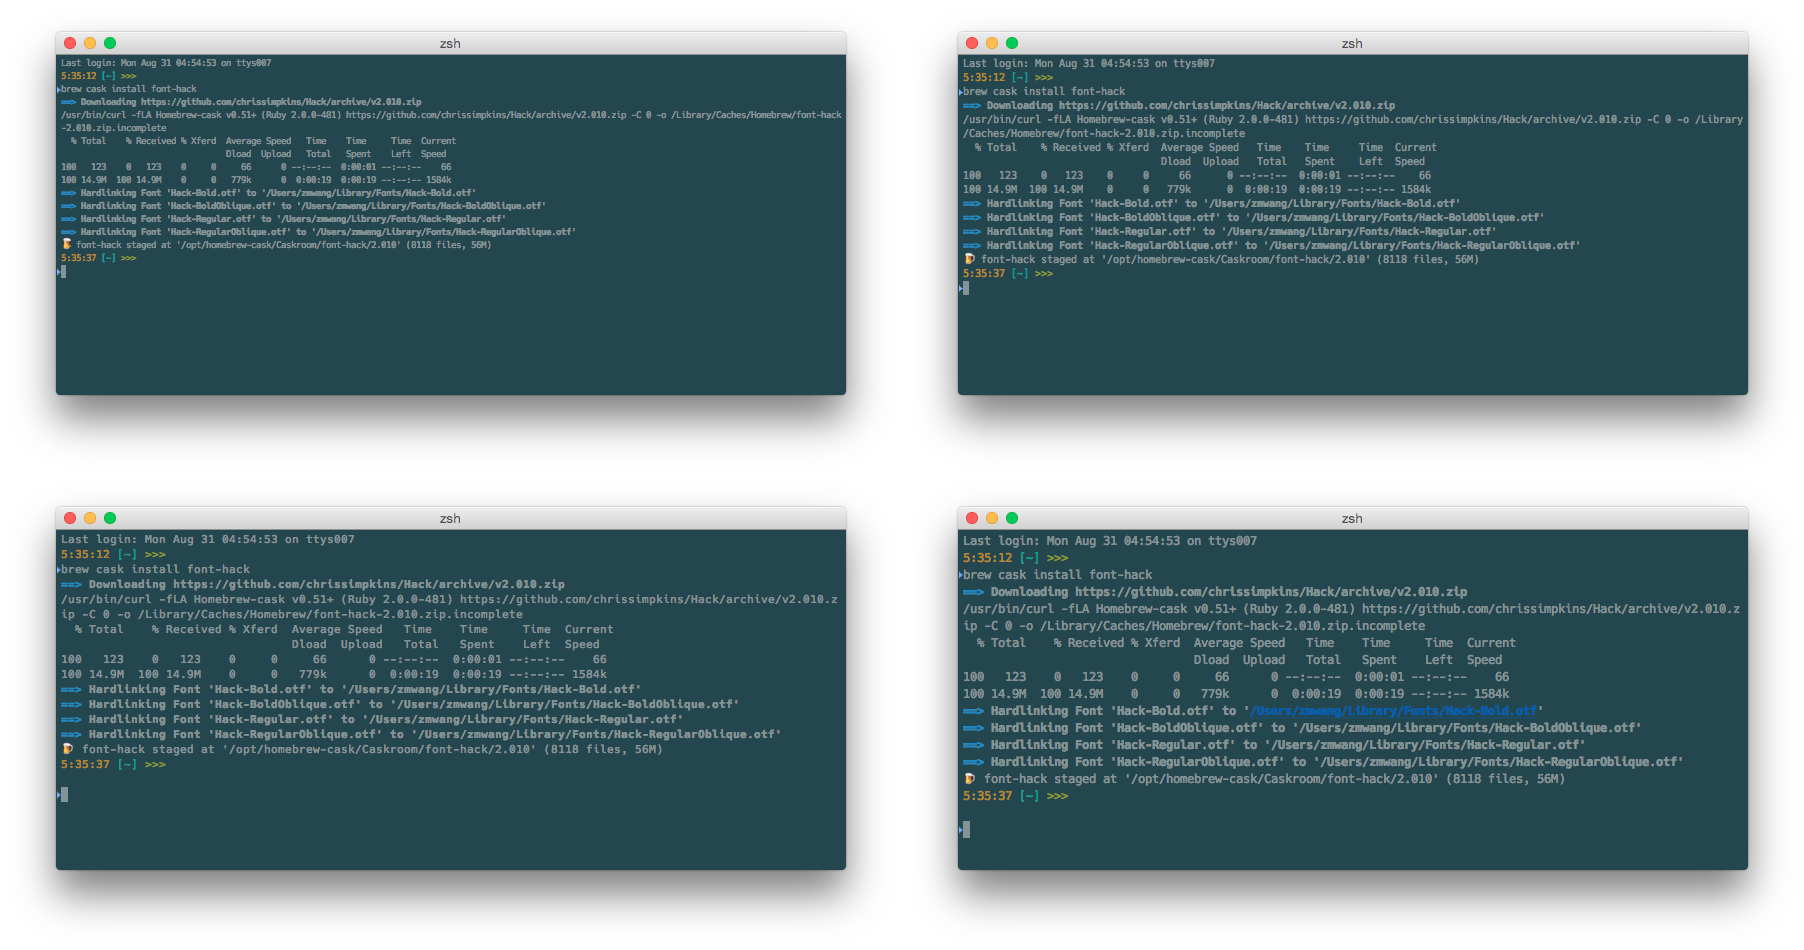 zsh
Last login: Mon Aug 31 04:54:53 on ttys007
5:35:12 [~] >>>
brew cask install font-hack
==> Downloading https://github.com/chrissimpkins/Hack/archive/v2.010.zip
/usr/bin/curl -fLA Homebrew-cask v0.51+ (Ruby 2.0.0-481) https://github.com/chrissimpkins/Hack/archive/v2.010.zip -C 0 -o /Library/Caches/Homebrew/font-hack
-2.010.zip.incomplete
% Total % Received % Xferd Average Speed Time Time Time Current
Dload Upload Total Spent Left Speed
100 123 0 123 0 0 66 0 --:--:-- 0:00:01 --:--:-- 66
100 14.9M 100 14.9M 0 0 779k 0 0:00:19 0:00:19 --:--:-- 1584k
==> Hardlinking Font 'Hack-Bold.otf' to '/Users/zmwang/Library/Fonts/Hack-Bold.otf'
==> Hardlinking Font 'Hack-BoldOblique.otf' to '/Users/zmwang/Library/Fonts/Hack-BoldOblique.otf'
==> Hardlinking Font 'Hack-Regular.otf' to '/Users/zmwang/Library/Fonts/Hack-Regular.otf'
==> Hardlinking Font 'Hack-RegularOblique.otf' to '/Users/zmwang/Library/Fonts/Hack-RegularOblique.otf'
🍺 font-hack staged at '/opt/homebrew-cask/Caskroom/font-hack/2.010' (8118 files, 56M)
5:35:37 [~] >>>
zsh
Last login: Mon Aug 31 04:54:53 on ttys007
5:35:12 [~] >>>
brew cask install font-hack
==> Downloading https://github.com/chrissimpkins/Hack/archive/v2.010.zip
/usr/bin/curl -fLA Homebrew-cask v0.51+ (Ruby 2.0.0-481) https://github.com/chrissimpkins/Hack/archive/v2.010.zip -C 0 -o /Library
/Caches/Homebrew/font-hack-2.010.zip.incomplete
% Total % Received % Xferd Average Speed Time Time Time Current
Dload Upload Total Spent Left Speed
100 123 0 123 0 0 66 0 --:--:-- 0:00:01 --:--:-- 66
100 14.9M 100 14.9M 0 0 779k 0 0:00:19 0:00:19 --:--:-- 1584k
==> Hardlinking Font 'Hack-Bold.otf' to '/Users/zmwang/Library/Fonts/Hack-Bold.otf'
==> Hardlinking Font 'Hack-BoldOblique.otf' to '/Users/zmwang/Library/Fonts/Hack-BoldOblique.otf'
==> Hardlinking Font 'Hack-Regular.otf' to '/Users/zmwang/Library/Fonts/Hack-Regular.otf'
==> Hardlinking Font 'Hack-RegularOblique.otf' to '/Users/zmwang/Library/Fonts/Hack-RegularOblique.otf'
🍺 font-hack staged at '/opt/homebrew-cask/Caskroom/font-hack/2.010' (8118 files, 56M)
5:35:37 [~] >>>
zsh
Last login: Mon Aug 31 04:54:53 on ttys007
5:35:12 [~] >>>
brew cask install font-hack
==> Downloading https://github.com/chrissimpkins/Hack/archive/v2.010.zip
/usr/bin/curl -fLA Homebrew-cask v0.51+ (Ruby 2.0.0-481) https://github.com/chrissimpkins/Hack/archive/v2.010.z
ip -C 0 -o /Library/Caches/Homebrew/font-hack-2.010.zip.incomplete
% Total % Received % Xferd Average Speed Time Time Time Current
Dload Upload Total Spent Left Speed
100 123 0 123 0 0 66 0 --:--:-- 0:00:01 --:--:-- 66
100 14.9M 100 14.9M 0 0 779k 0 0:00:19 0:00:19 --:--:-- 1584k
==> Hardlinking Font 'Hack-Bold.otf' to '/Users/zmwang/Library/Fonts/Hack-Bold.otf'
==> Hardlinking Font 'Hack-BoldOblique.otf' to '/Users/zmwang/Library/Fonts/Hack-BoldOblique.otf'
==> Hardlinking Font 'Hack-Regular.otf' to '/Users/zmwang/Library/Fonts/Hack-Regular.otf'
==> Hardlinking Font 'Hack-RegularOblique.otf' to '/Users/zmwang/Library/Fonts/Hack-RegularOblique.otf'
🍺 font-hack staged at '/opt/homebrew-cask/Caskroom/font-hack/2.010' (8118 files, 56M)
5:35:37 [~] >>>
zsh
Last login: Mon Aug 31 04:54:53 on ttys007
5:35:12 [~] >>>
brew cask install font-hack
==> Downloading https://github.com/chrissimpkins/Hack/archive/v2.010.zip
/usr/bin/curl -fLA Homebrew-cask v0.51+ (Ruby 2.0.0-481) https://github.com/chrissimpkins/Hack/archive/v2.010.z
ip -C 0 -o /Library/Caches/Homebrew/font-hack-2.010.zip.incomplete
% Total % Received % Xferd Average Speed Time Time Time Current
Dload Upload Total Spent Left Speed
100 123 0 123 0 0 66 0 --:--:-- 0:00:01 --:--:-- 66
100 14.9M 100 14.9M 0 0 779k 0 0:00:19 0:00:19 --:--:-- 1584k
==> Hardlinking Font 'Hack-Bold.otf' to '/Users/zmwang/Library/Fonts/Hack-Bold.otf'
==> Hardlinking Font 'Hack-BoldOblique.otf' to '/Users/zmwang/Library/Fonts/Hack-BoldOblique.otf'
==> Hardlinking Font 'Hack-Regular.otf' to '/Users/zmwang/Library/Fonts/Hack-Regular.otf'
==> Hardlinking Font 'Hack-RegularOblique.otf' to '/Users/zmwang/Library/Fonts/Hack-RegularOblique.otf'
🍺 font-hack staged at '/opt/homebrew-cask/Caskroom/font-hack/2.010' (8118 files, 56M)
5:35:37 [~] >>>